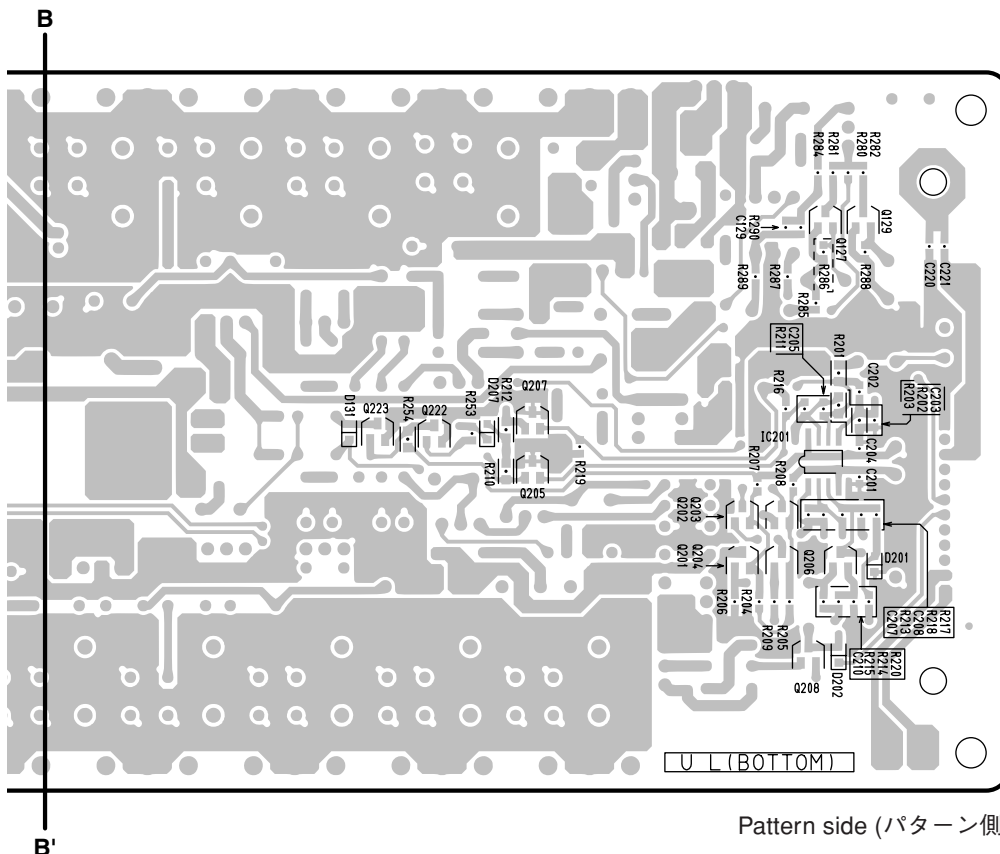 B
R284
R281
R280
R282
R290
C129
Q127
Q129
R289
R287
R286
R285
R288
C220
C221
C205
R211
R201
R216
C202
C203
R202
R203
D131
Q223
R254
Q222
R253
D207
R212
Q207
IC201
C204
R210
Q205
R219
R207
R208
C201
Q203
Q202
Q204
Q201
Q206
D201
R206
R204
R209
R205
R217
R218
C208
R213
C207
R220
R214
R215
C210
Q208
D202
U L(BOTTOM)
Pattern side (パターン側
B'